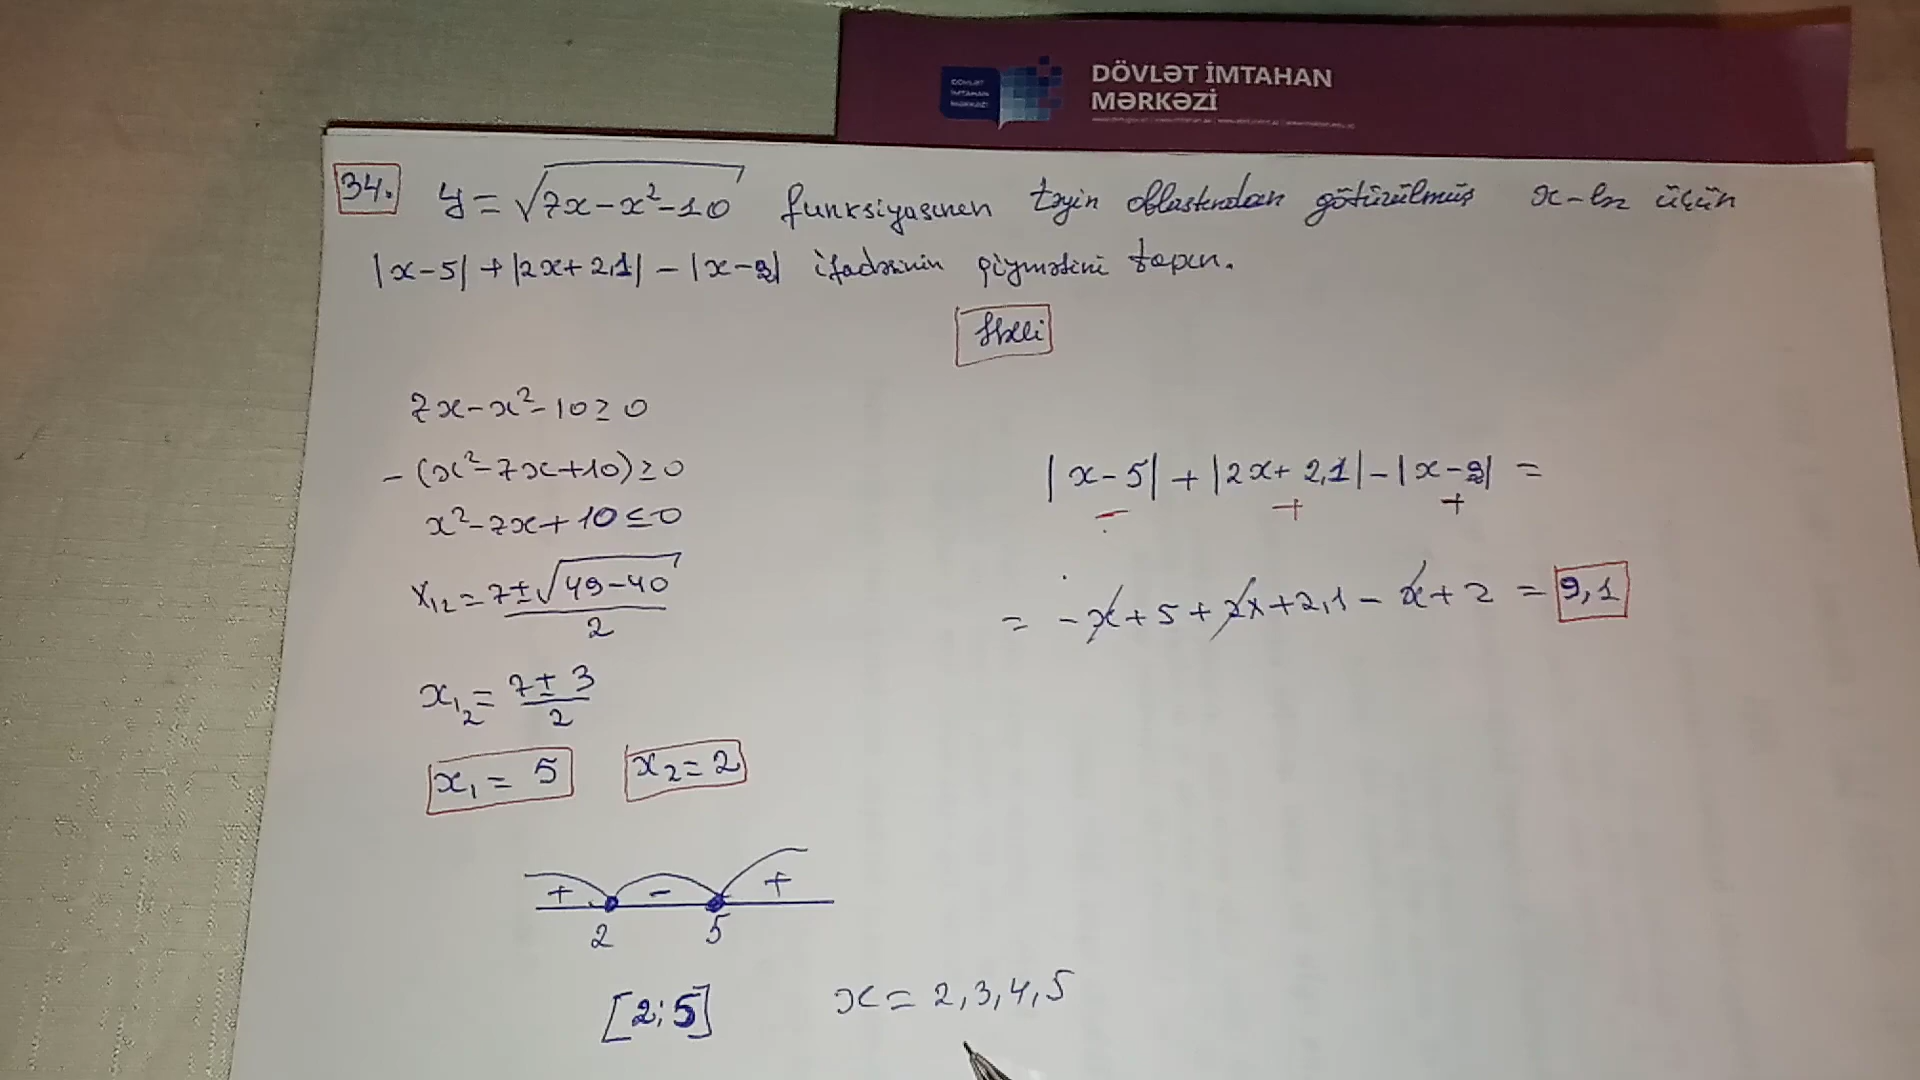 DÖVLƏT İMTAHAN
MƏRKƏZİ
DÖVLƏT
İMTAHAN
MƏRKƏZİ
34. y = √(7x-x²-10) funksiyasının təyin oblastından götürülmüş x-lər üçün
|x-5| + |2x+2,1| - |x-2| ifadəsinin qiymətini tapın.
Həlli
7x-x²-10≥0
-(x²-7x+10)≥0
x²-7x+10≤0
x₁₂ = (7±√(49-40))/2
x₁₂ = (7±3)/2
x₁ = 5 x₂ = 2
+ - +
2 5
[2;5] x = 2,3,4,5
|x-5| + |2x+2,1| - |x-2| =
- + +
= -x+5+2x+2,1-x+2 = 9,1